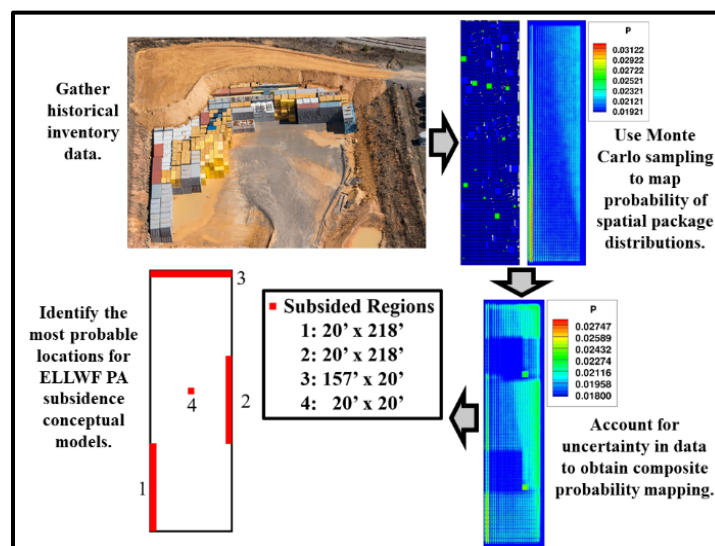 Gather
historical
inventory
data.
P
0.03122
0.02922
0.02722
0.02521
0.02321
0.02121
0.01921
Use Monte
Carlo sampling
to map
probability of
spatial package
distributions.
P
0.02747
0.02589
0.02432
0.02274
0.02116
0.01958
0.01800
Account for
uncertainty in data
to obtain composite
probability mapping.
Subsided Regions
1: 20' x 218'
2: 20' x 218'
3: 157' x 20'
4: 20' x 20'
3
4
2
1
Identify the
most probable
locations for
ELLWF PA
subsidence
conceptual
models.